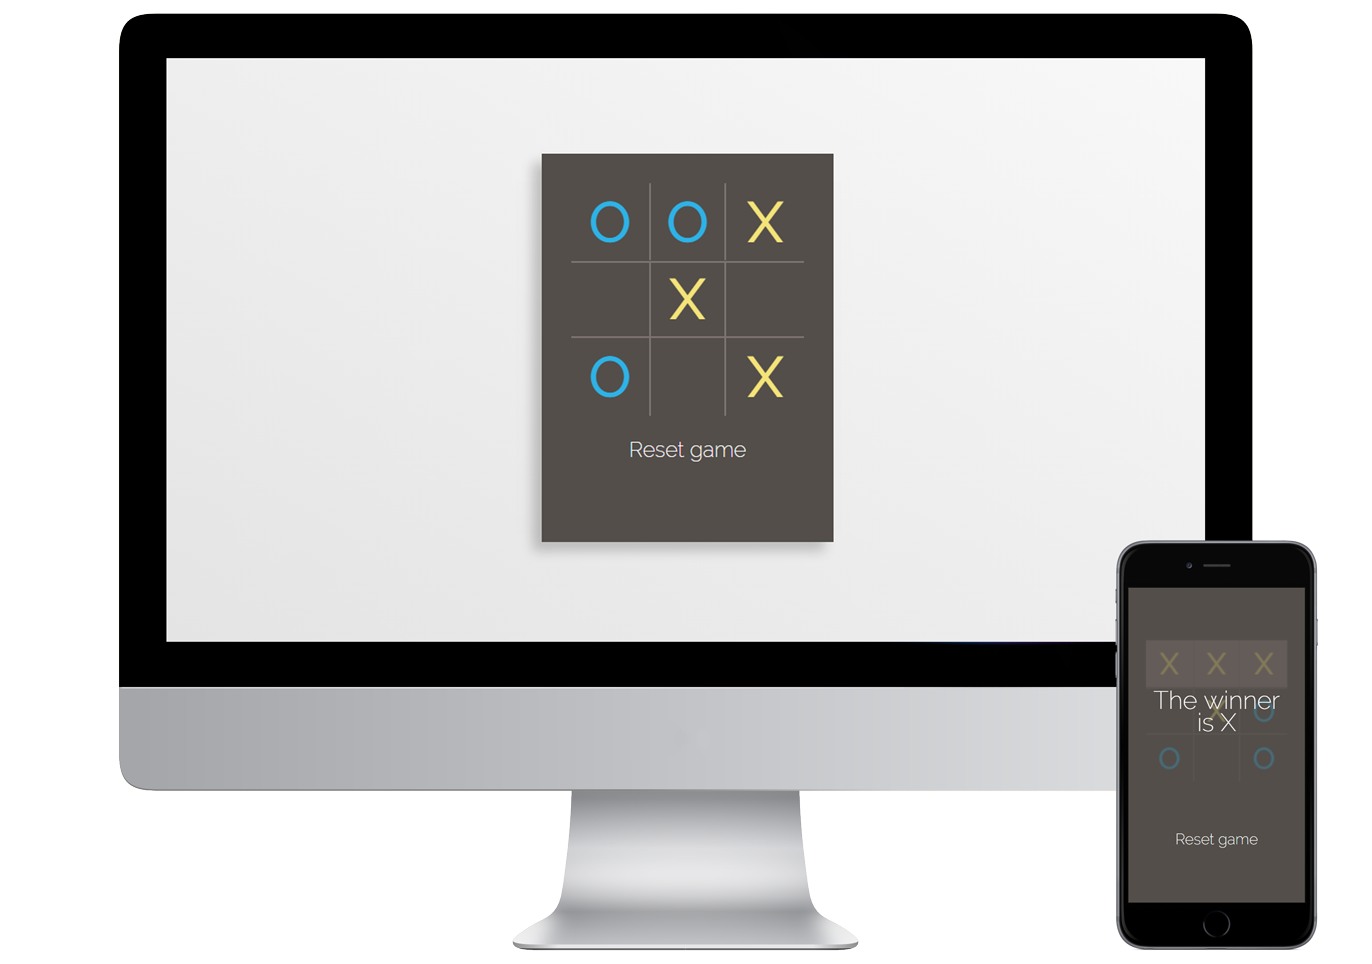 O O X
X
O X
Reset game
X X X
The winner
is X
X O
O O
Reset game